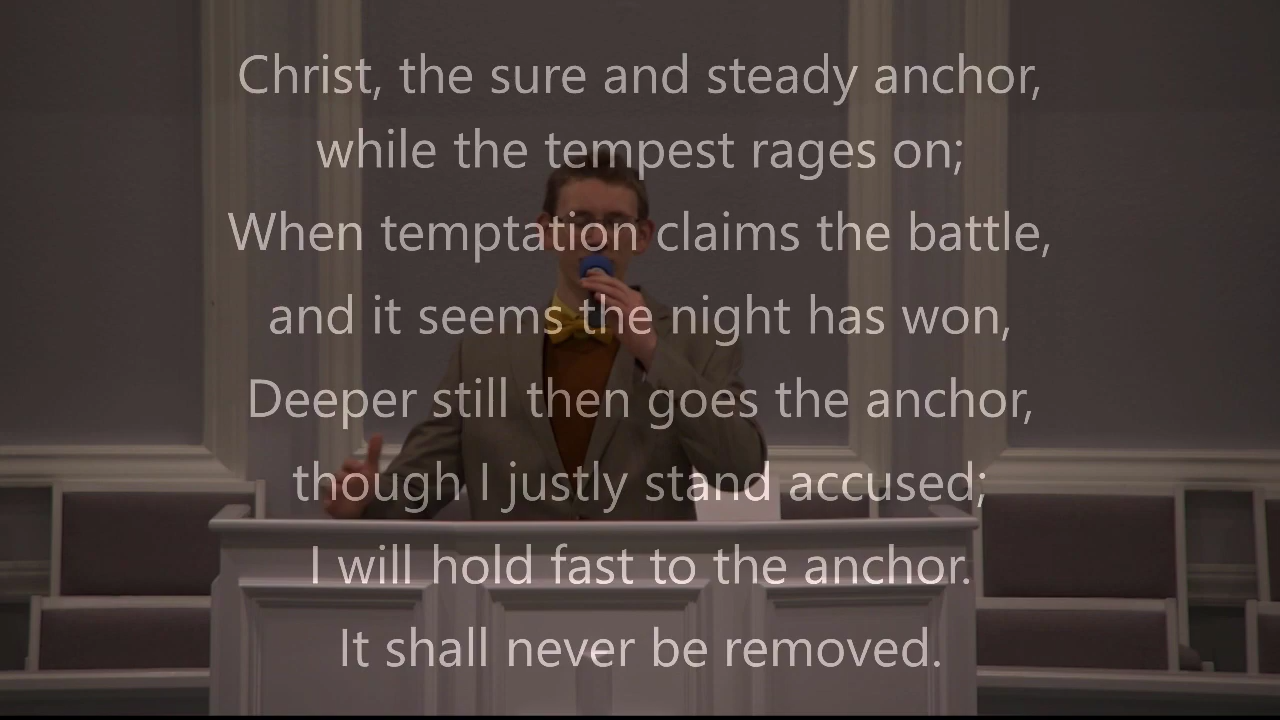 Christ, the sure and steady anchor,
while the tempest rages on;
When temptation claims the battle,
and it seems the night has won,
Deeper still then goes the anchor,
though I justly stand accused;
I will hold fast to the anchor.
It shall never be removed.